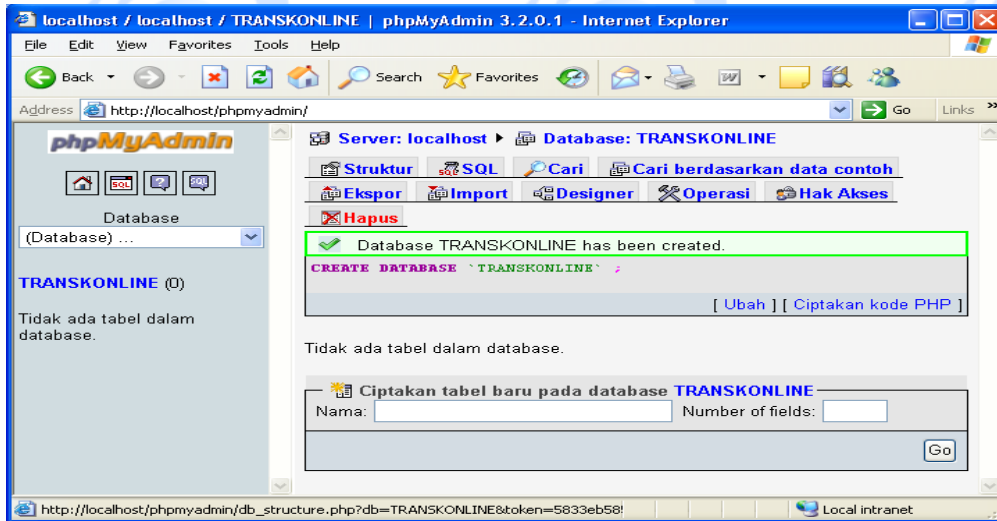 localhost / localhost / TRANSKONLINE | phpMyAdmin 3.2.0.1 - Internet Explorer
File Edit View Favorites Tools Help
Back Search Favorites
Address http://localhost/phpmyadmin/ Go Links »
phpMyAdmin
SQL ? SQL
Database
(Database) ...
TRANSKONLINE (0)
Tidak ada tabel dalam
database.
Server: localhost Database: TRANSKONLINE
Struktur SQL Cari Cari berdasarkan data contoh
Ekspor Import Designer Operasi Hak Akses
Hapus
Database TRANSKONLINE has been created.
CREATE DATABASE `TRANSKONLINE` ;
[ Ubah ] [ Ciptakan kode PHP ]
Tidak ada tabel dalam database.
Ciptakan tabel baru pada database TRANSKONLINE
Nama: Number of fields:
Go
http://localhost/phpmyadmin/db_structure.php?db=TRANSKONLINE&token=5833eb58 Local intranet